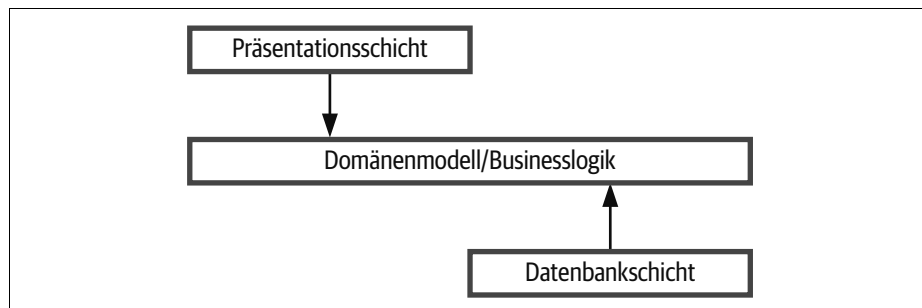 Präsentationsschicht
Domänenmodell/Businesslogik
Datenbankschicht